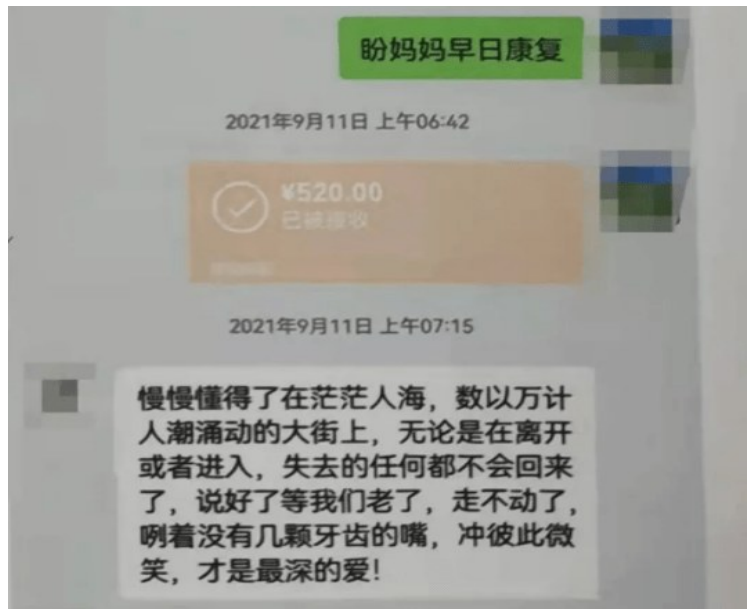 盼妈妈早日康复
2021年9月11日 上午06:42
¥520.00
已被接收
2021年9月11日 上午07:15
慢慢懂得了在茫茫人海，数以万计
人潮涌动的大街上，无论是在离开
或者进入，失去的任何都不会回来
了，说好了等我们老了，走不动了，
咧着没有几颗牙齿的嘴，冲彼此微
笑，才是最深的爱！